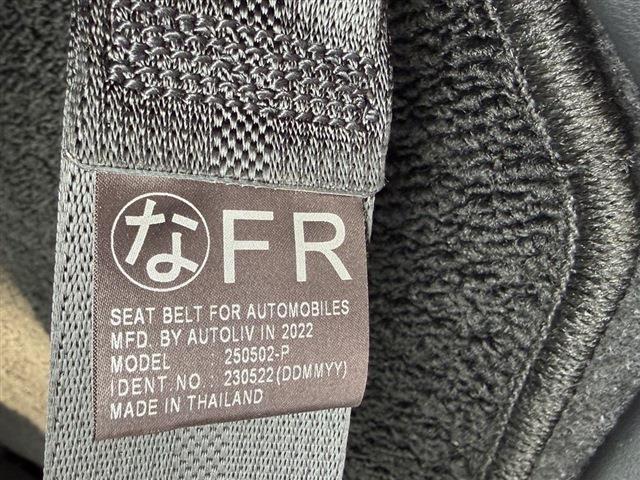 な FR
SEAT BELT FOR AUTOMOBILES
MFD. BY AUTOLIV IN 2022
MODEL 250502-P
IDENT.NO : 230522(DDMMYY)
MADE IN THAILAND